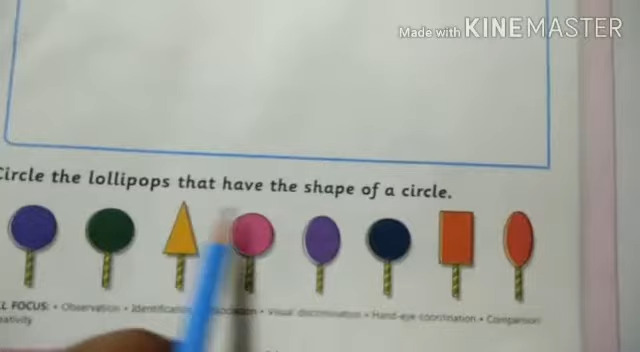 Made with KINEMASTER
Circle the lollipops that have the shape of a circle.
L FOCUS: • Observation • Identification • Visual discrimination • Hand-eye coordination • Comparison